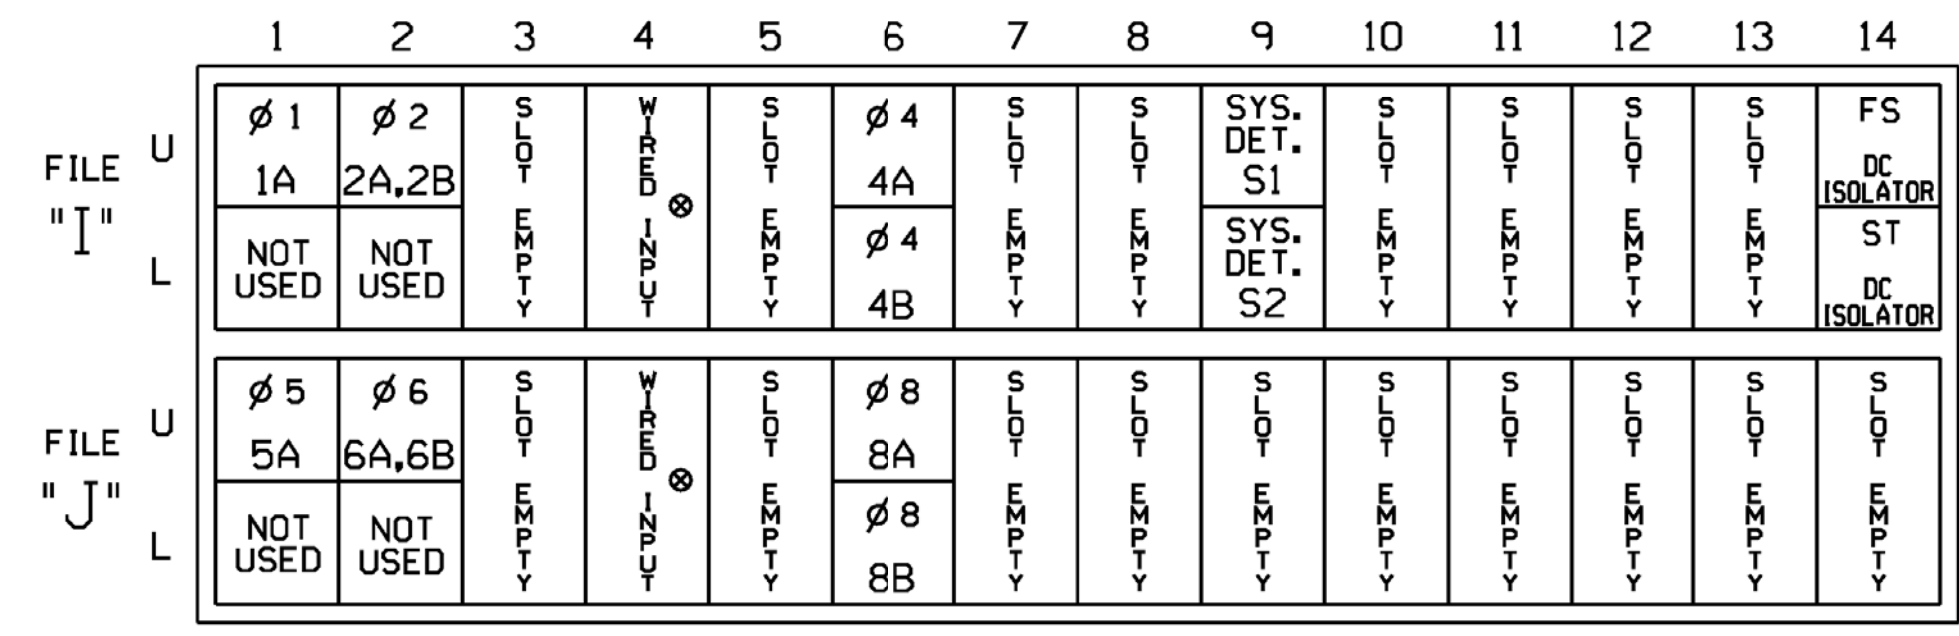 1 2 3 4 5 6 7 8 9 10 11 12 13 14
FILE "I"
U
L
ø 1
1A
NOT USED
ø 2
2A,2B
NOT USED
SLOT EMPTY
WIRED INPUT
SLOT EMPTY
ø 4
4A
ø 4
4B
SLOT EMPTY
SLOT EMPTY
SYS.
DET.
S1
SYS.
DET.
S2
SLOT EMPTY
SLOT EMPTY
SLOT EMPTY
SLOT EMPTY
FS
DC
ISOLATOR
ST
DC
ISOLATOR
FILE "J"
U
L
ø 5
5A
NOT USED
ø 6
6A,6B
NOT USED
SLOT EMPTY
WIRED INPUT
SLOT EMPTY
ø 8
8A
ø 8
8B
SLOT EMPTY
SLOT EMPTY
SLOT EMPTY
SLOT EMPTY
SLOT EMPTY
SLOT EMPTY
SLOT EMPTY
SLOT EMPTY